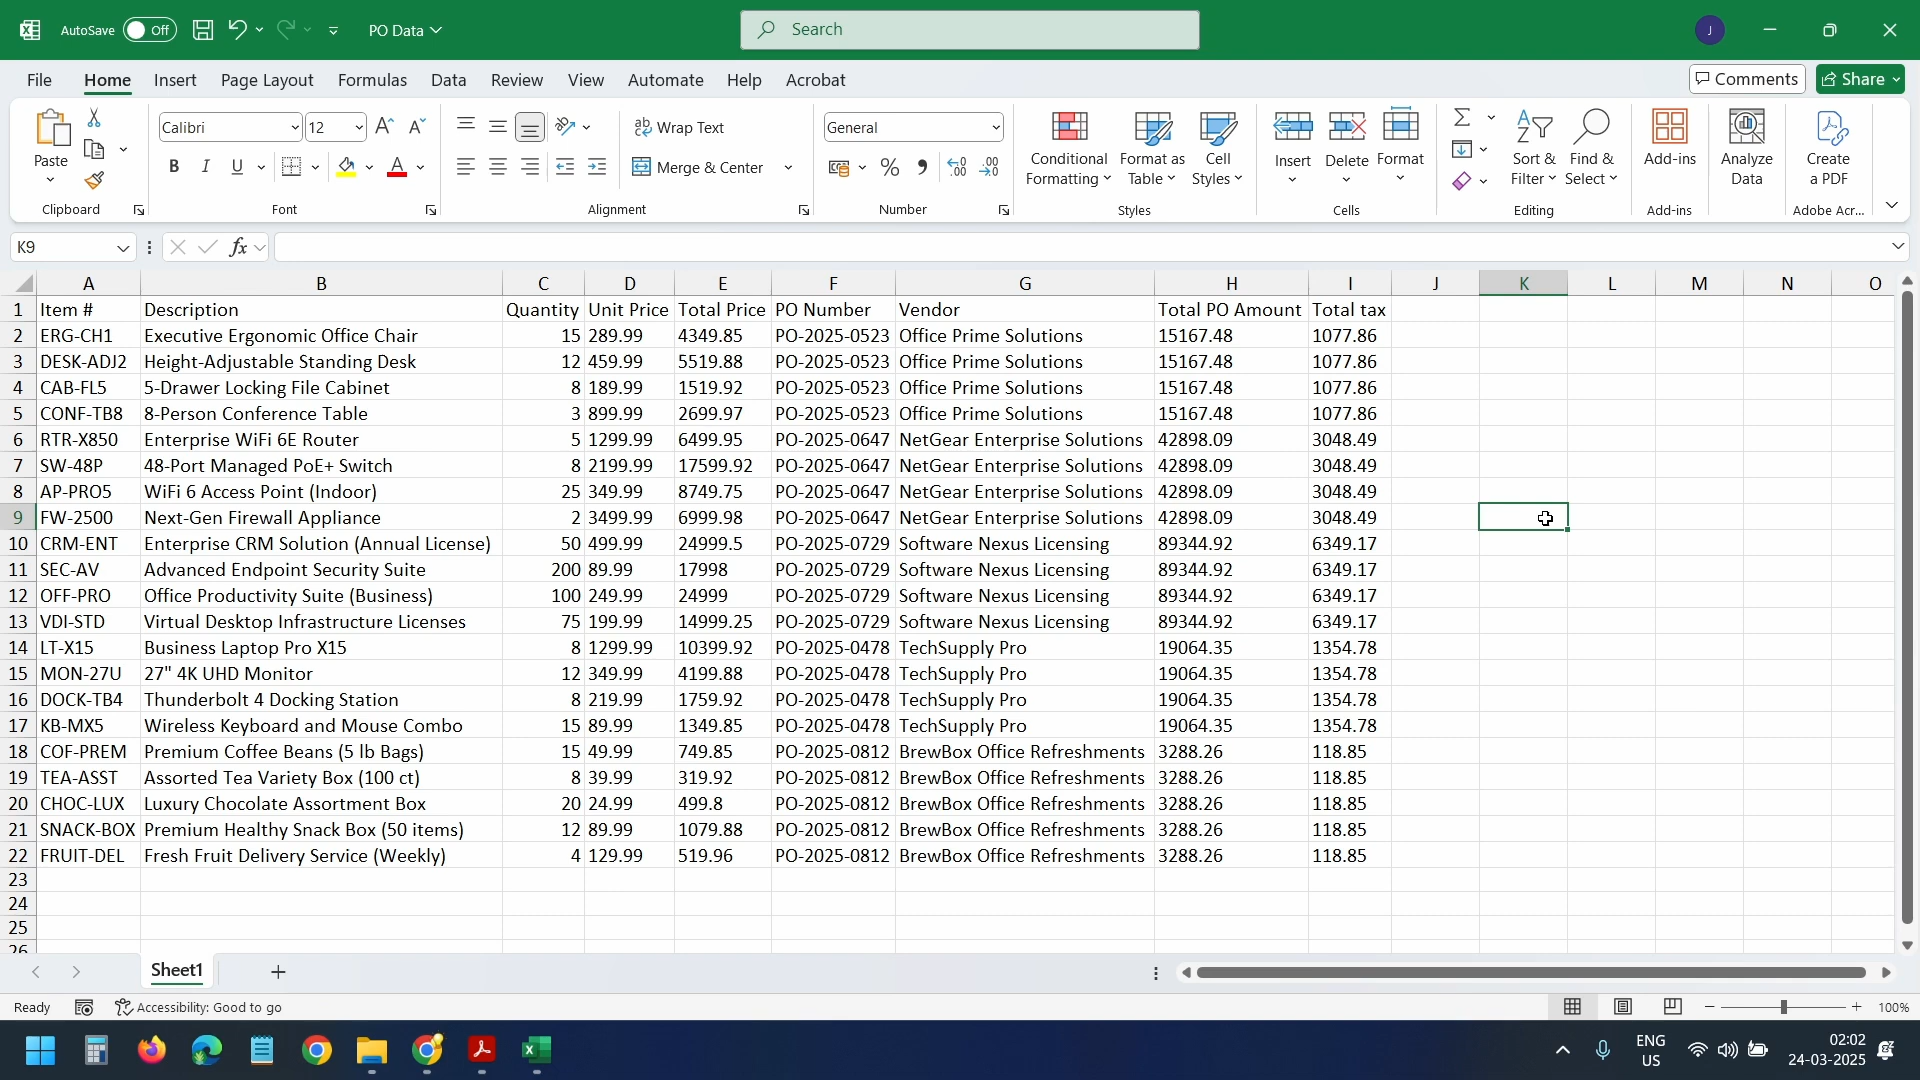 AutoSave Off PO Data Search J
File Home Insert Page Layout Formulas Data Review View Automate Help Acrobat Comments Share
Calibri 12 Wrap Text General
Paste B I U A Merge & Center % Conditional Formatting Format as Table Cell Styles Insert Delete Format Sort & Filter Find & Select Add-ins Analyze Data Create a PDF
Clipboard Font Alignment Number Styles Cells Editing Add-ins Adobe Acr...
K9 fx
A B C D E F G H I J K L M N O
1 Item # Description Quantity Unit Price Total Price PO Number Vendor Total PO Amount Total tax
2 ERG-CH1 Executive Ergonomic Office Chair 15 289.99 4349.85 PO-2025-0523 Office Prime Solutions 15167.48 1077.86
3 DESK-ADJ2 Height-Adjustable Standing Desk 12 459.99 5519.88 PO-2025-0523 Office Prime Solutions 15167.48 1077.86
4 CAB-FL5 5-Drawer Locking File Cabinet 8 189.99 1519.92 PO-2025-0523 Office Prime Solutions 15167.48 1077.86
5 CONF-TB8 8-Person Conference Table 3 899.99 2699.97 PO-2025-0523 Office Prime Solutions 15167.48 1077.86
6 RTR-X850 Enterprise WiFi 6E Router 5 1299.99 6499.95 PO-2025-0647 NetGear Enterprise Solutions 42898.09 3048.49
7 SW-48P 48-Port Managed PoE+ Switch 8 2199.99 17599.92 PO-2025-0647 NetGear Enterprise Solutions 42898.09 3048.49
8 AP-PRO5 WiFi 6 Access Point (Indoor) 25 349.99 8749.75 PO-2025-0647 NetGear Enterprise Solutions 42898.09 3048.49
9 FW-2500 Next-Gen Firewall Appliance 2 3499.99 6999.98 PO-2025-0647 NetGear Enterprise Solutions 42898.09 3048.49
10 CRM-ENT Enterprise CRM Solution (Annual License) 50 499.99 24999.5 PO-2025-0729 Software Nexus Licensing 89344.92 6349.17
11 SEC-AV Advanced Endpoint Security Suite 200 89.99 17998 PO-2025-0729 Software Nexus Licensing 89344.92 6349.17
12 OFF-PRO Office Productivity Suite (Business) 100 249.99 24999 PO-2025-0729 Software Nexus Licensing 89344.92 6349.17
13 VDI-STD Virtual Desktop Infrastructure Licenses 75 199.99 14999.25 PO-2025-0729 Software Nexus Licensing 89344.92 6349.17
14 LT-X15 Business Laptop Pro X15 8 1299.99 10399.92 PO-2025-0478 TechSupply Pro 19064.35 1354.78
15 MON-27U 27" 4K UHD Monitor 12 349.99 4199.88 PO-2025-0478 TechSupply Pro 19064.35 1354.78
16 DOCK-TB4 Thunderbolt 4 Docking Station 8 219.99 1759.92 PO-2025-0478 TechSupply Pro 19064.35 1354.78
17 KB-MX5 Wireless Keyboard and Mouse Combo 15 89.99 1349.85 PO-2025-0478 TechSupply Pro 19064.35 1354.78
18 COF-PREM Premium Coffee Beans (5 lb Bags) 15 49.99 749.85 PO-2025-0812 BrewBox Office Refreshments 3288.26 118.85
19 TEA-ASST Assorted Tea Variety Box (100 ct) 8 39.99 319.92 PO-2025-0812 BrewBox Office Refreshments 3288.26 118.85
20 CHOC-LUX Luxury Chocolate Assortment Box 20 24.99 499.8 PO-2025-0812 BrewBox Office Refreshments 3288.26 118.85
21 SNACK-BOX Premium Healthy Snack Box (50 items) 12 89.99 1079.88 PO-2025-0812 BrewBox Office Refreshments 3288.26 118.85
22 FRUIT-DEL Fresh Fruit Delivery Service (Weekly) 4 129.99 519.96 PO-2025-0812 BrewBox Office Refreshments 3288.26 118.85
23
24
25
26
Sheet1
Ready Accessibility: Good to go 100%
ENG 02:02
US 24-03-2025